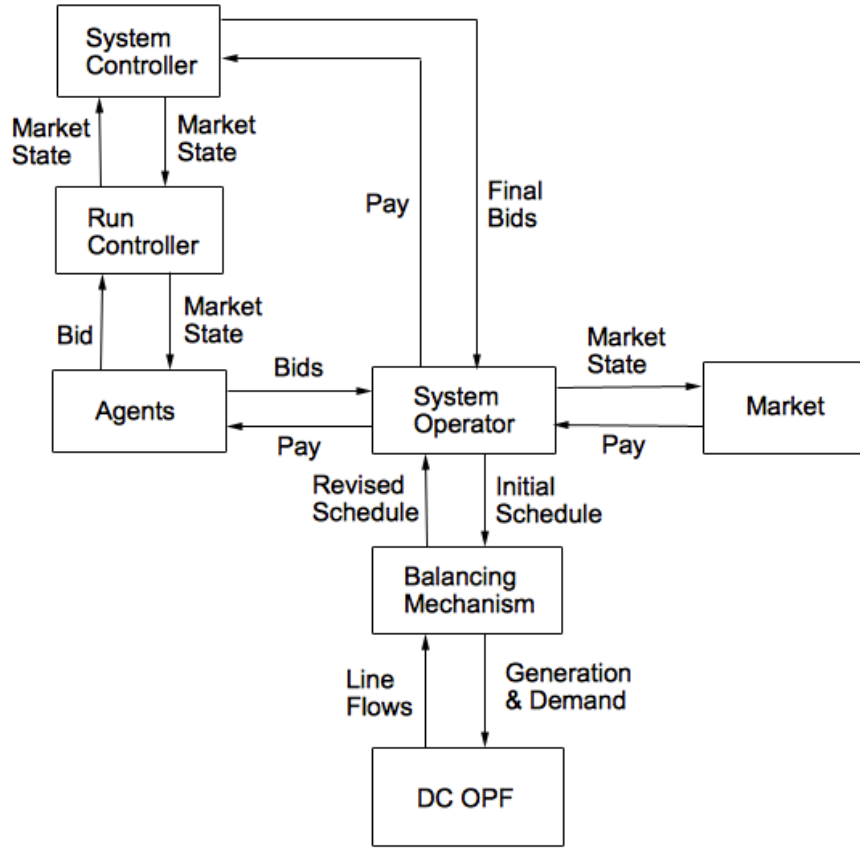 System
Controller
Market
State
Market
State
Pay
Final
Bids
Run
Controller
Bid
Market
State
Agents
Bids
Pay
System
Operator
Market
State
Pay
Market
Revised
Schedule
Initial
Schedule
Balancing
Mechanism
Line
Flows
Generation
& Demand
DC OPF